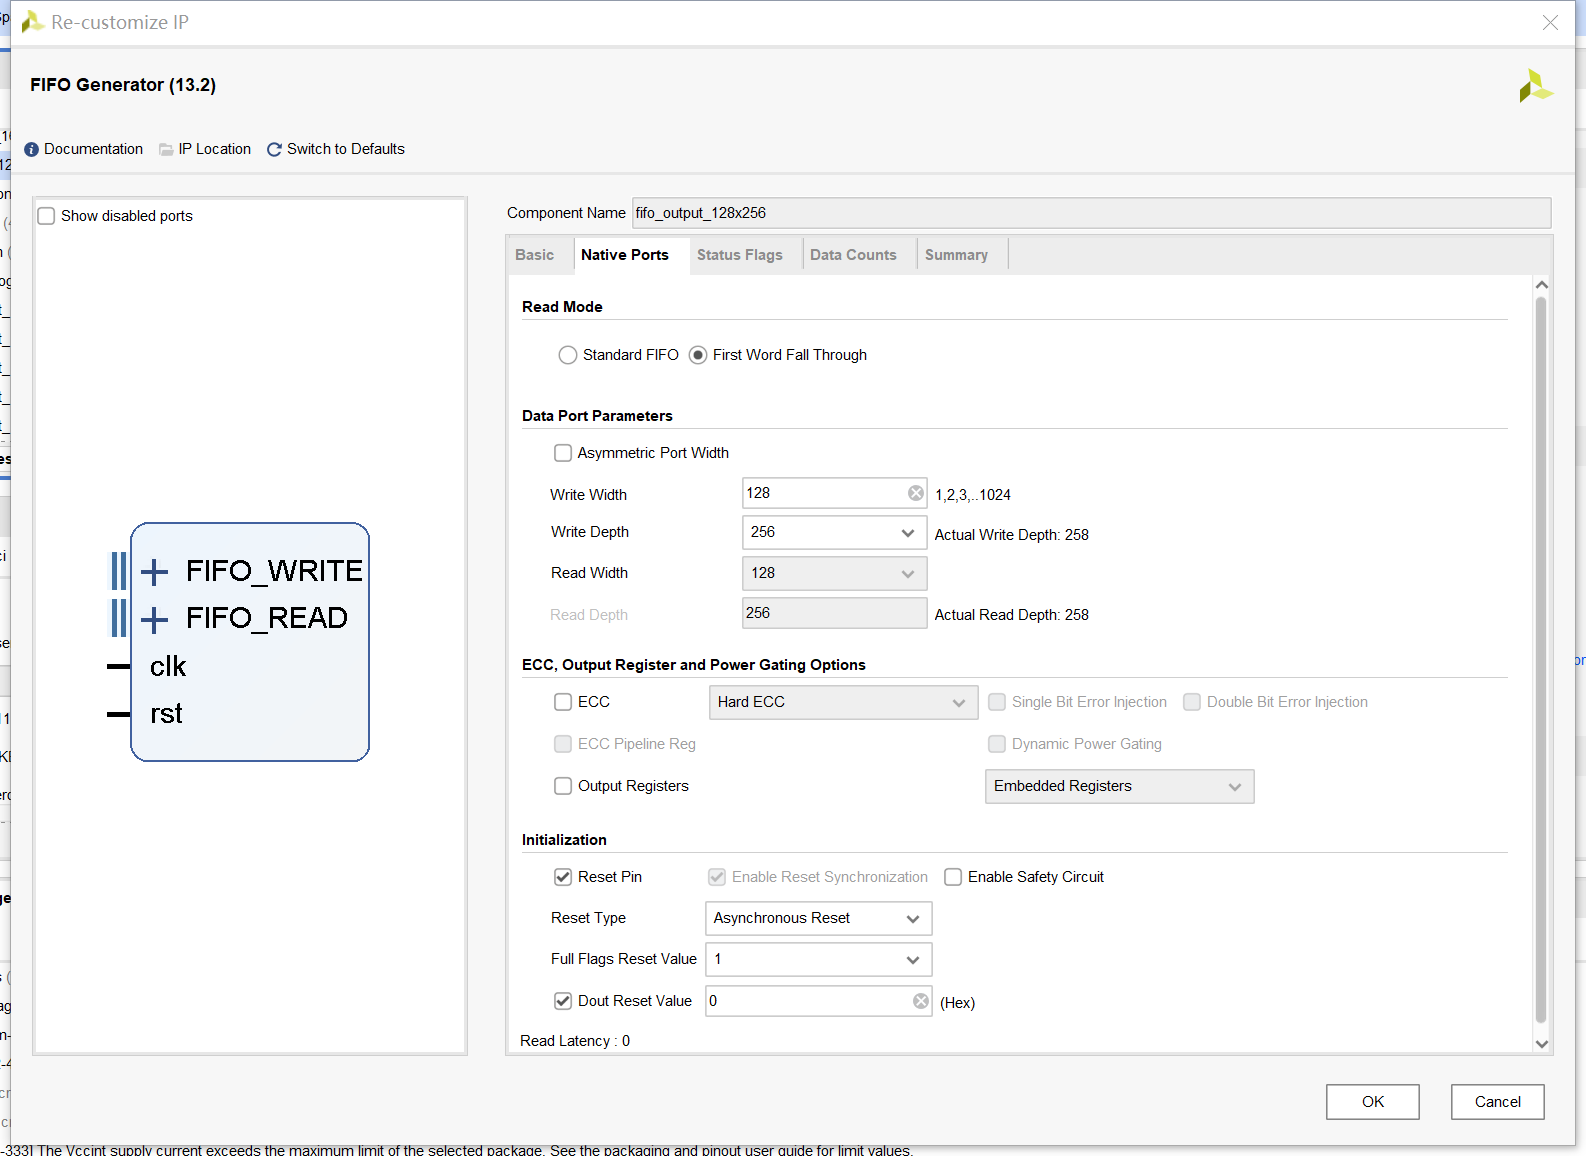 Re-customize IP
FIFO Generator (13.2)
Documentation IP Location Switch to Defaults
Show disabled ports
FIFO_WRITE
FIFO_READ
clk
rst
Component Name fifo_output_128x256
Basic Native Ports Status Flags Data Counts Summary
Read Mode
Standard FIFO First Word Fall Through
Data Port Parameters
Asymmetric Port Width
Write Width 128 1,2,3,..1024
Write Depth 256 Actual Write Depth: 258
Read Width 128
Read Depth 256 Actual Read Depth: 258
ECC, Output Register and Power Gating Options
ECC Hard ECC Single Bit Error Injection Double Bit Error Injection
ECC Pipeline Reg Dynamic Power Gating
Output Registers Embedded Registers
Initialization
Reset Pin Enable Reset Synchronization Enable Safety Circuit
Reset Type Asynchronous Reset
Full Flags Reset Value 1
Dout Reset Value 0 (Hex)
Read Latency : 0
OK Cancel
-333] The Vccint supply current exceeds the maximum limit of the selected package. See the packaging and pinout user guide for limit values.